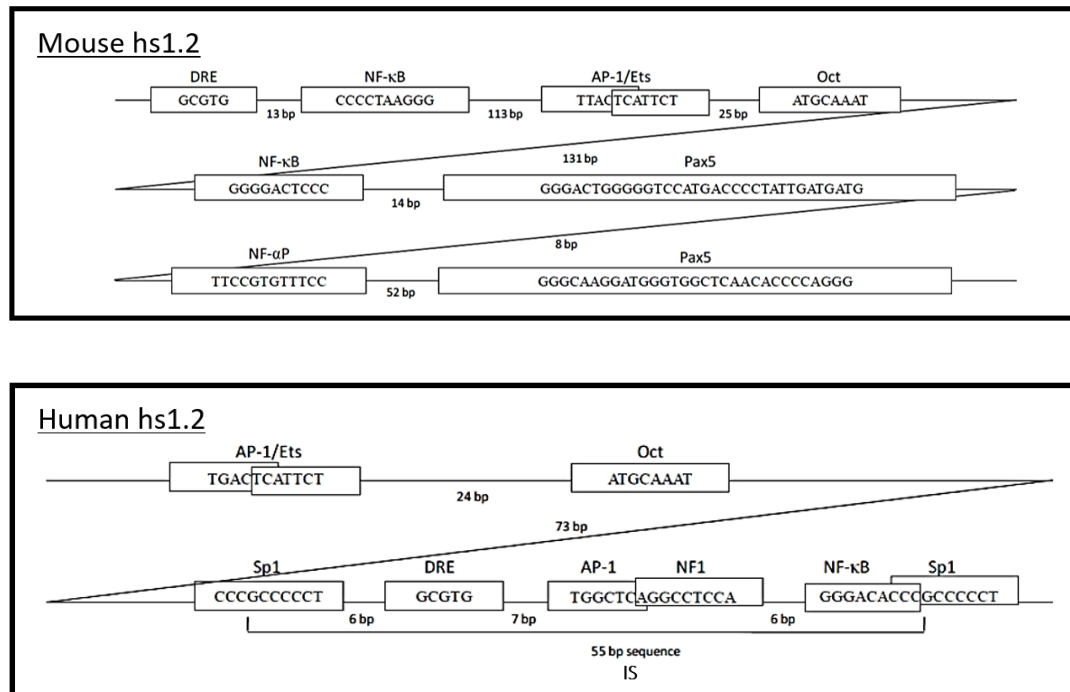 Mouse hs1.2
DRE NF-κB AP-1/Ets Oct
GCGTG CCCCTAAGGG TTACTCATTCT ATGCAAAT
13 bp 113 bp 25 bp
131 bp
NF-κB Pax5
GGGGACTCCC GGGACTGGGGGTCCATGACCCCTATTGATGATG
14 bp
8 bp
NF-αP Pax5
TTCCGTGTTTCC GGGCAAGGATGGGTGGCTCAACACCCCAGGG
52 bp
Human hs1.2
AP-1/Ets Oct
TGACTCATTCT ATGCAAAT
24 bp
73 bp
Sp1 DRE AP-1 NF1 NF-κB Sp1
CCCGCCCCCT GCGTG TGGCTCAGGCCTCCA GGGACACCCGCCCCCT
6 bp 7 bp 6 bp
55 bp sequence
IS